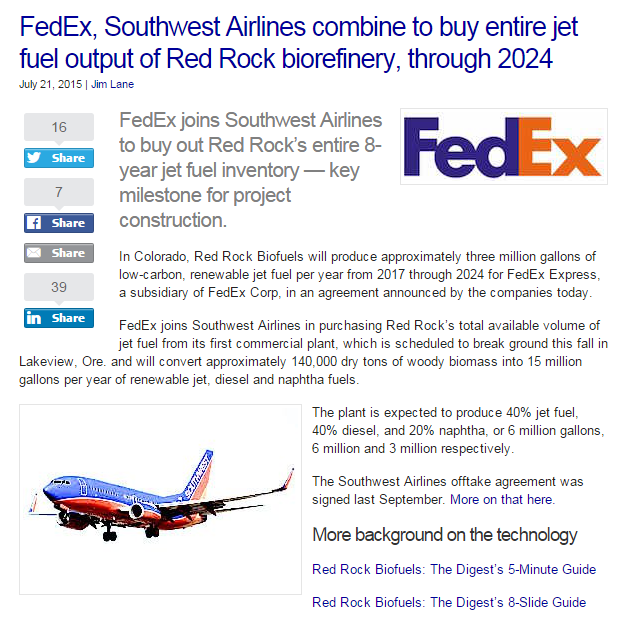 FedEx, Southwest Airlines combine to buy entire jet
fuel output of Red Rock biorefinery, through 2024
July 21, 2015 | Jim Lane
16
Share
7
Share
Share
39
Share
FedEx joins Southwest Airlines
to buy out Red Rock's entire 8-
year jet fuel inventory — key
milestone for project
construction.
FedEx
In Colorado, Red Rock Biofuels will produce approximately three million gallons of
low-carbon, renewable jet fuel per year from 2017 through 2024 for FedEx Express,
a subsidiary of FedEx Corp, in an agreement announced by the companies today.
FedEx joins Southwest Airlines in purchasing Red Rock's total available volume of
jet fuel from its first commercial plant, which is scheduled to break ground this fall in
Lakeview, Ore. and will convert approximately 140,000 dry tons of woody biomass into 15 million
gallons per year of renewable jet, diesel and naphtha fuels.
The plant is expected to produce 40% jet fuel,
40% diesel, and 20% naphtha, or 6 million gallons,
6 million and 3 million respectively.
The Southwest Airlines offtake agreement was
signed last September. More on that here.
More background on the technology
Red Rock Biofuels: The Digest's 5-Minute Guide
Red Rock Biofuels: The Digest's 8-Slide Guide